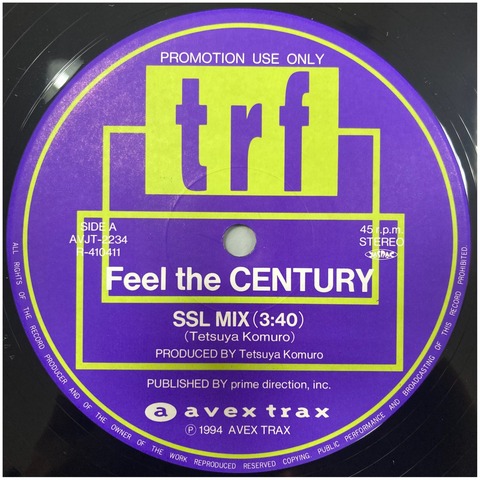 PROMOTION USE ONLY
trf
SIDE A
AVJT-2234
R-410411
45 r.p.m.
STEREO
Feel the CENTURY
SSL MIX (3:40)
(Tetsuya Komuro)
PRODUCED BY Tetsuya Komuro
PUBLISHED BY prime direction, inc.
a avex trax
Ⓟ 1994 AVEX TRAX
ALL RIGHTS OF THE RECORD PRODUCER AND OF THE OWNER OF THE WORK REPRODUCED RESERVED COPYING. PUBLIC PERFORMANCE AND BROADCASTING OF THIS RECORD PROHIBITED.